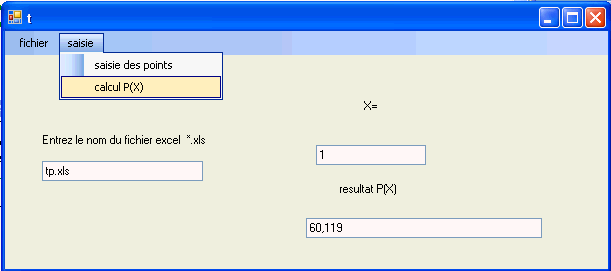 t
fichier saisie
saisie des points
calcul P(X)
X=
Entrez le nom du fichier excel *.xls
1
tp.xls
resultat P(X)
60,119